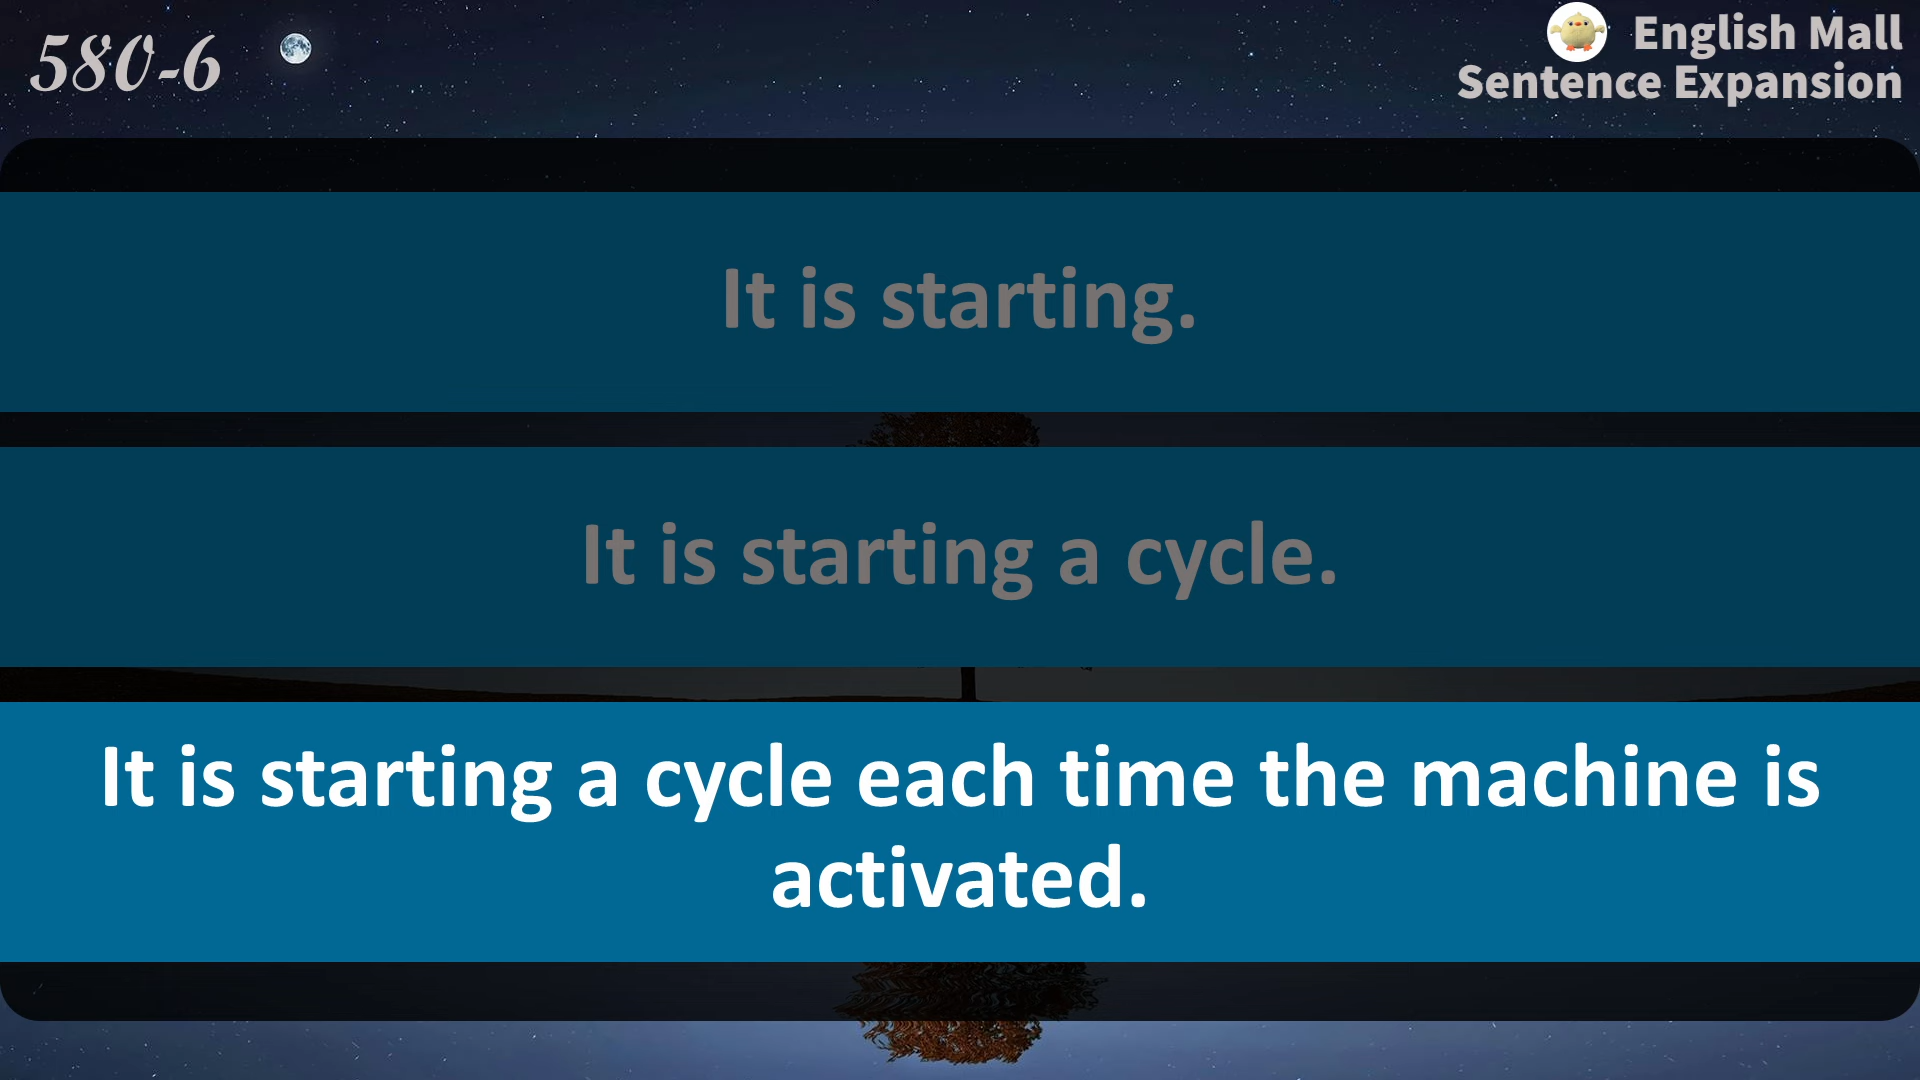 580-6
English Mall
Sentence Expansion
It is starting.
It is starting a cycle.
It is starting a cycle each time the machine is
activated.